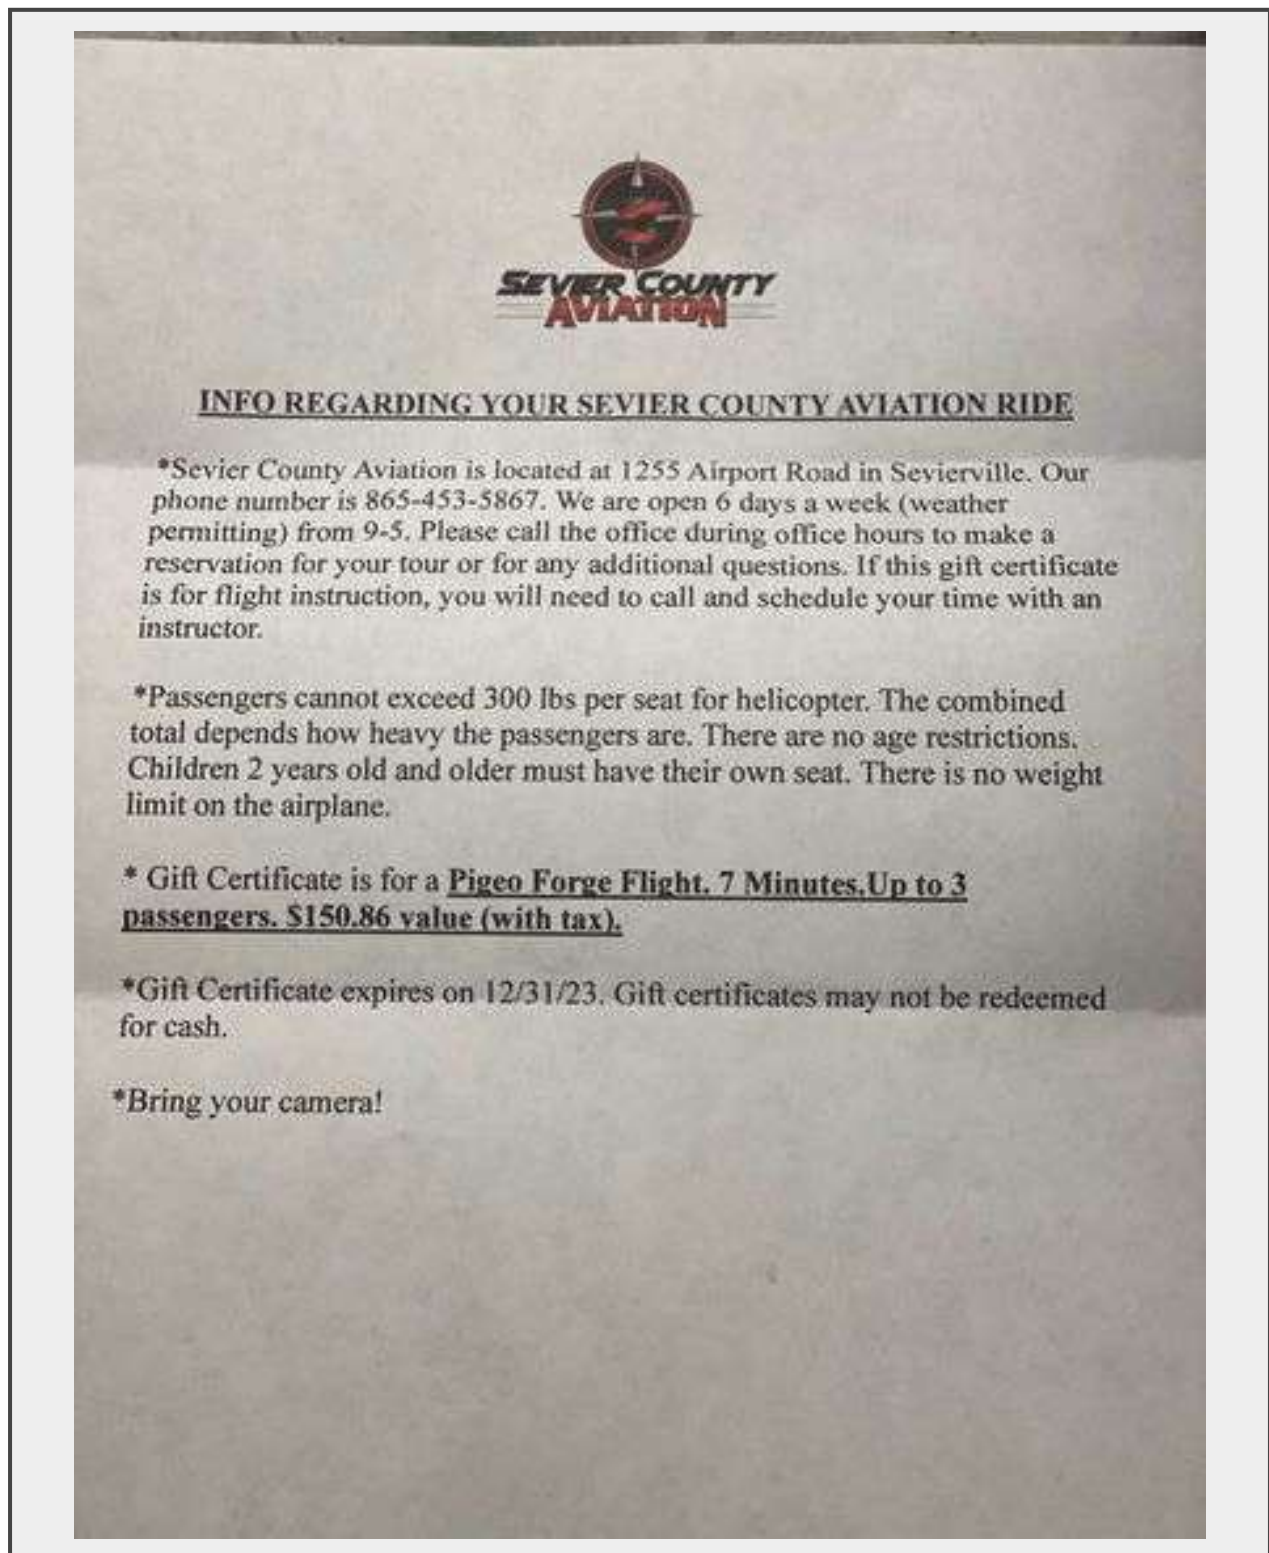 SEVIER COUNTY
AVIATION
INFO REGARDING YOUR SEVIER COUNTY AVIATION RIDE
*Sevier County Aviation is located at 1255 Airport Road in Sevierville. Our
phone number is 865-453-5867. We are open 6 days a week (weather
permitting) from 9-5. Please call the office during office hours to make a
reservation for your tour or for any additional questions. If this gift certificate
is for flight instruction, you will need to call and schedule your time with an
instructor.
*Passengers cannot exceed 300 lbs per seat for helicopter. The combined
total depends how heavy the passengers are. There are no age restrictions.
Children 2 years old and older must have their own seat. There is no weight
limit on the airplane.
* Gift Certificate is for a Pigeo Forge Flight. 7 Minutes.Up to 3
passengers. $150.86 value (with tax).
*Gift Certificate expires on 12/31/23. Gift certificates may not be redeemed
for cash.
*Bring your camera!